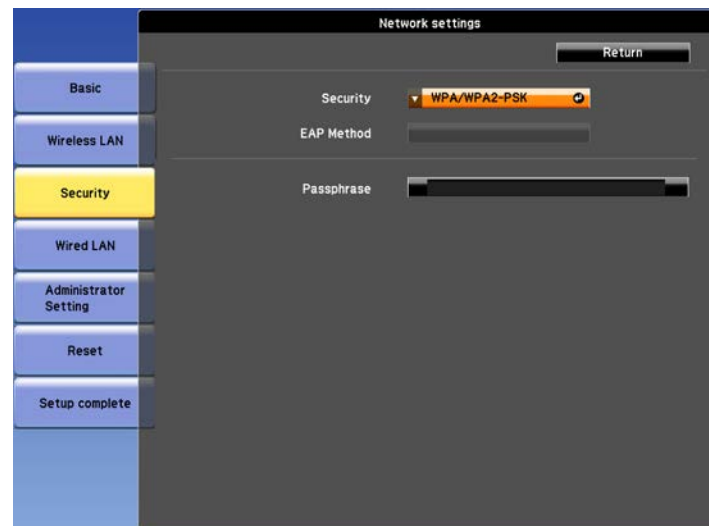 Network settings
Return
Basic
Wireless LAN
Security
Wired LAN
Administrator
Setting
Reset
Setup complete
Security WPA/WPA2-PSK
EAP Method
Passphrase